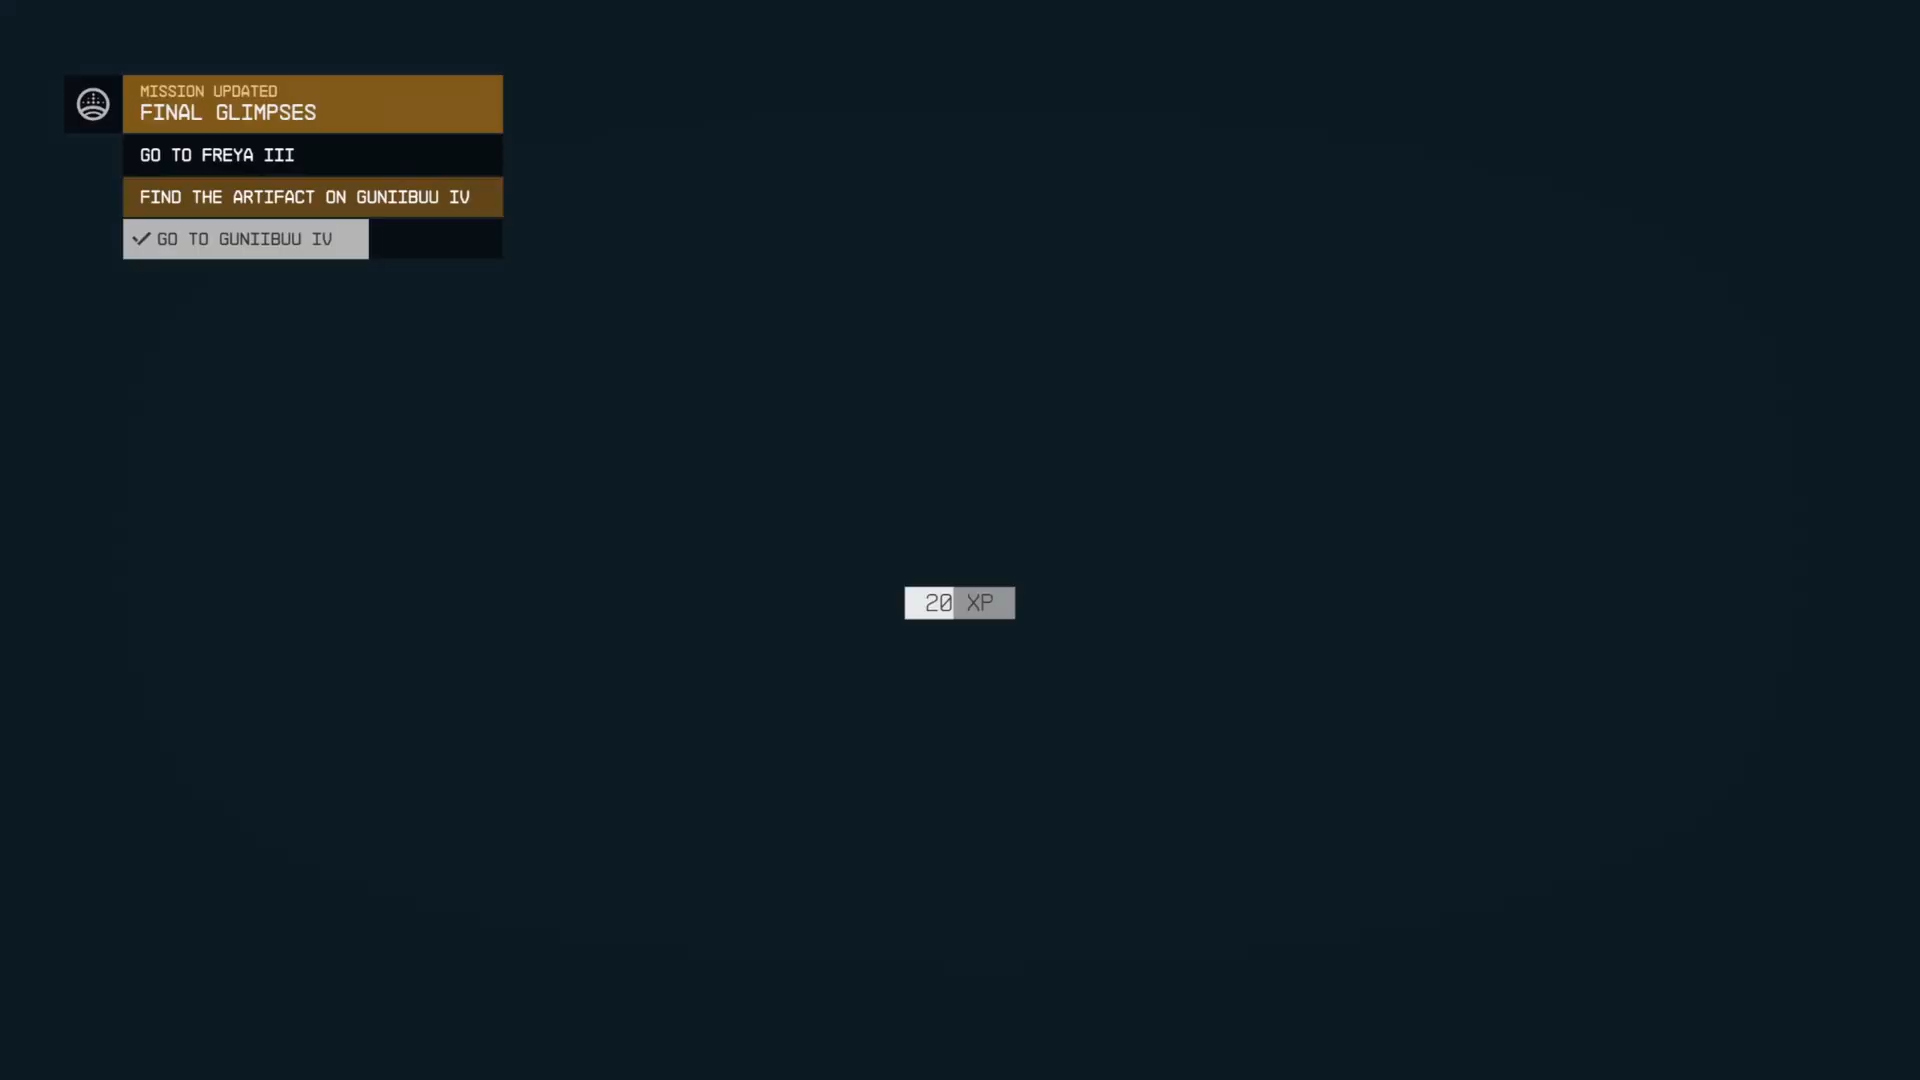 MISSION UPDATED
FINAL GLIMPSES
GO TO FREYA III
FIND THE ARTIFACT ON GUNIIBUU IV
GO TO GUNIIBUU IV
20 XP